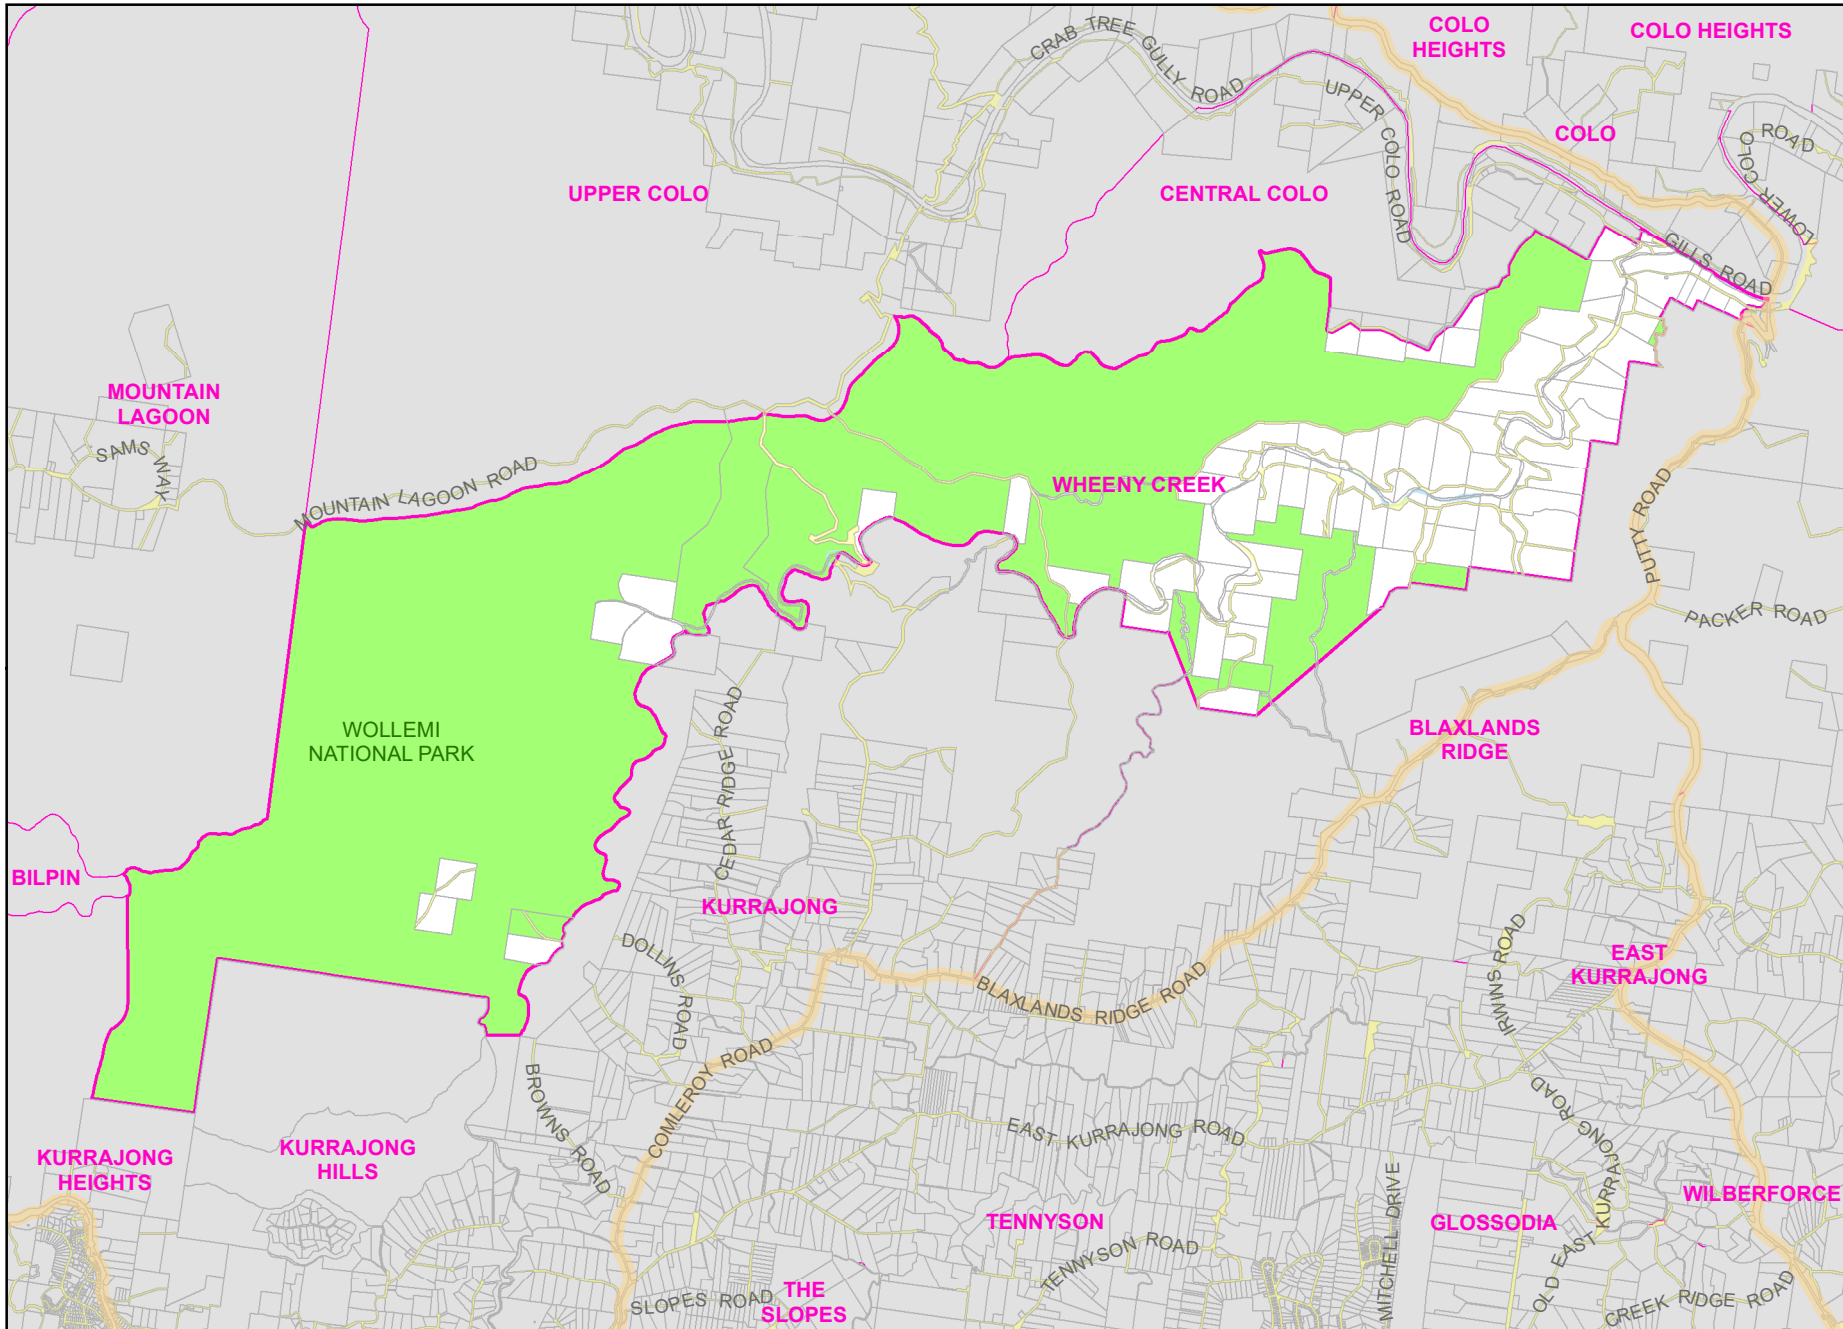 COLO
HEIGHTS
COLO HEIGHTS
CRAB TREE GULLY ROAD
UPPER COLO ROAD
COLO
LOWER COLO
ROAD
UPPER COLO
CENTRAL COLO
GILLS ROAD
MOUNTAIN
LAGOON
SAMS WAY
MOUNTAIN LAGOON ROAD
WHEENY CREEK
PUTTY ROAD
PACKER ROAD
WOLLEMI
NATIONAL PARK
CEDAR RIDGE ROAD
BLAXLANDS
RIDGE
BILPIN
KURRAJONG
DOLLINS ROAD
BLAXLANDS RIDGE ROAD
IRWINS ROAD
EAST
KURRAJONG
COMLEROY ROAD
BROWNS ROAD
EAST KURRAJONG ROAD
OLD EAST KURRAJONG ROAD
KURRAJONG
HEIGHTS
KURRAJONG
HILLS
MITCHELL DRIVE
WILBERFORCE
TENNYSON
GLOSSODIA
TENNYSON ROAD
SLOPES ROAD
THE
SLOPES
CREEK RIDGE ROAD